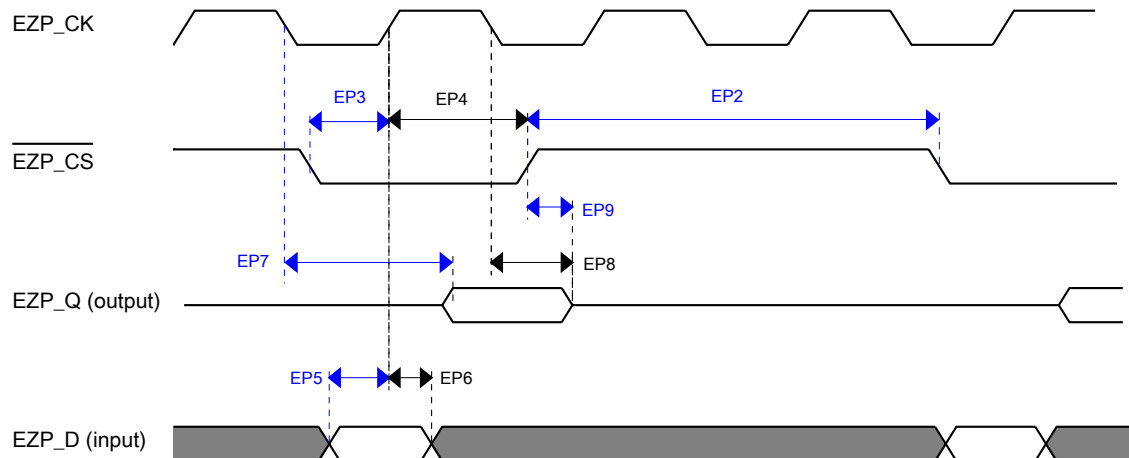 EZP_CK
EP3
EP4
EP2
EZP_CS
EP9
EP7
EP8
EZP_Q (output)
EP5
EP6
EZP_D (input)